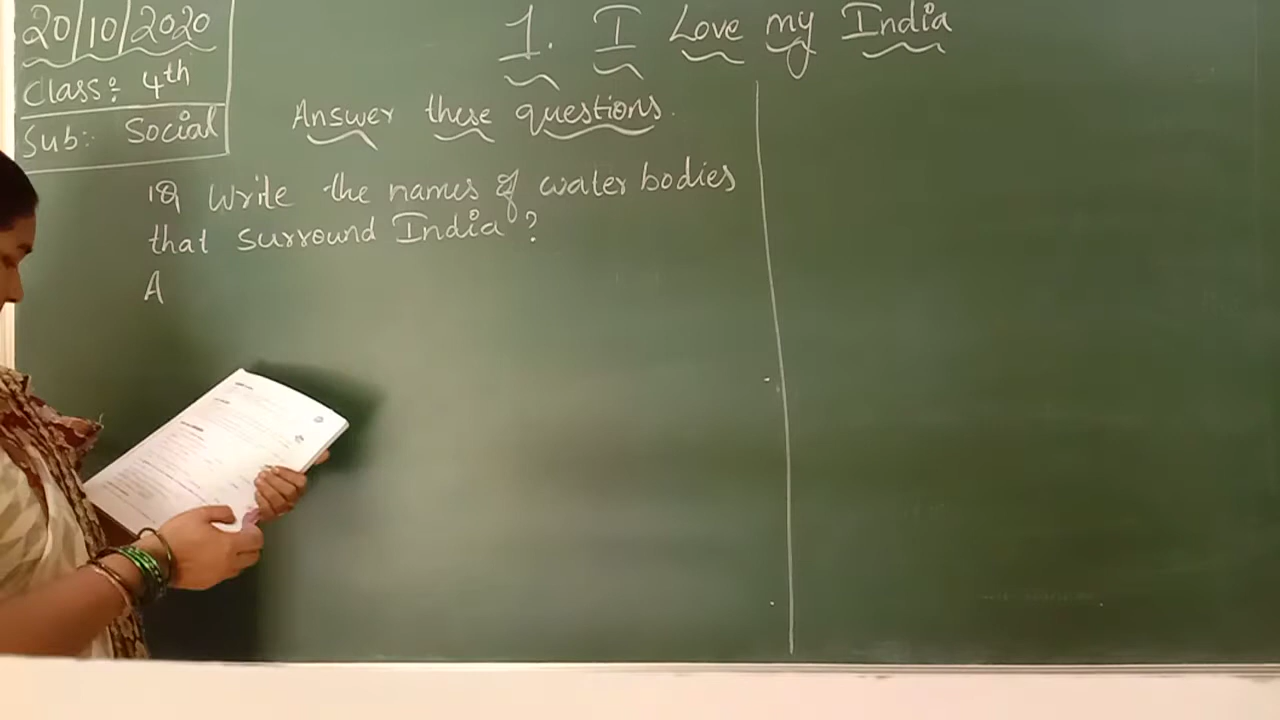 20/10/2020
Class: 4th
Sub:- Social
1. I Love my India
Answer these questions.
1Q Write the names of water bodies
that surround India?
A